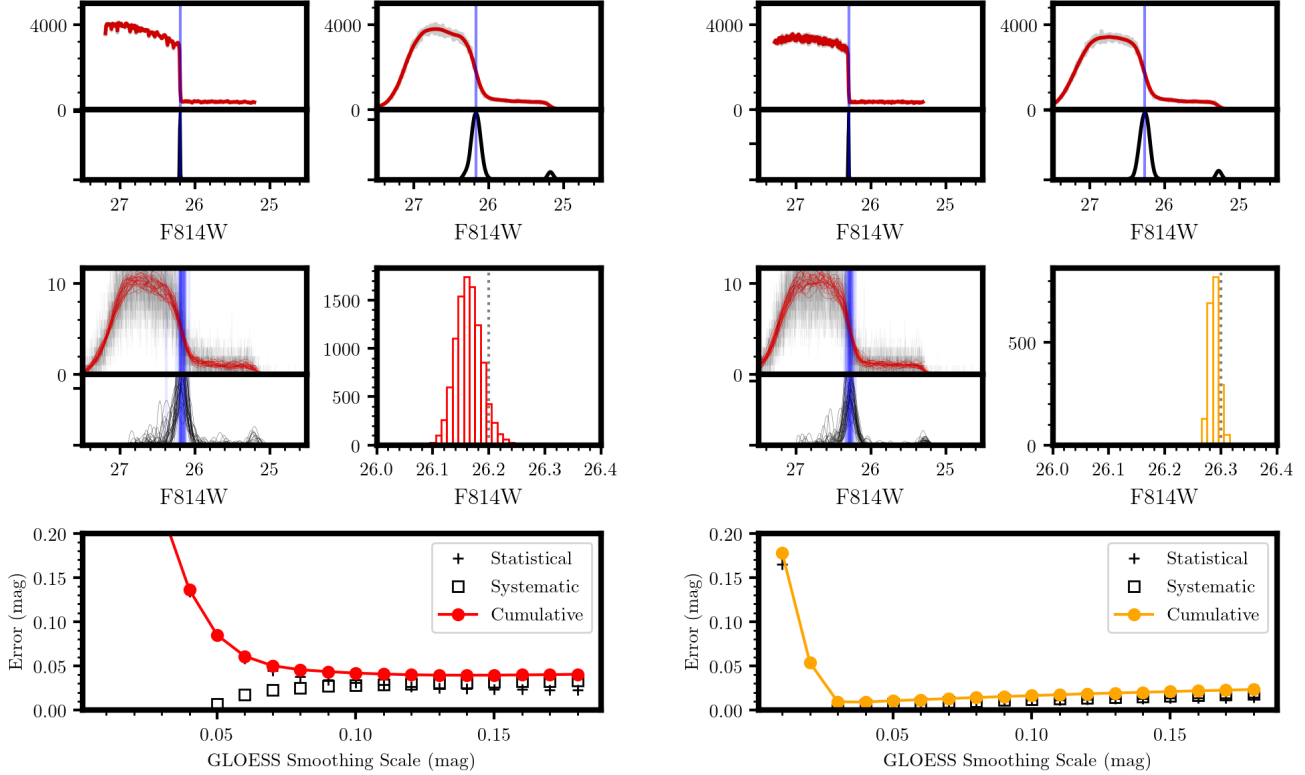 4000
0
27 26 25
F814W
4000
0
27 26 25
F814W
4000
0
27 26 25
F814W
4000
0
27 26 25
F814W
10
0
27 26 25
F814W
1500
1000
500
0
26.0 26.1 26.2 26.3 26.4
F814W
10
0
27 26 25
F814W
500
0
26.0 26.1 26.2 26.3 26.4
F814W
Error (mag)
0.20
0.15
0.10
0.05
0.00
Statistical
Systematic
Cumulative
0.05 0.10 0.15
GLOESS Smoothing Scale (mag)
Error (mag)
0.20
0.15
0.10
0.05
0.00
Statistical
Systematic
Cumulative
0.05 0.10 0.15
GLOESS Smoothing Scale (mag)